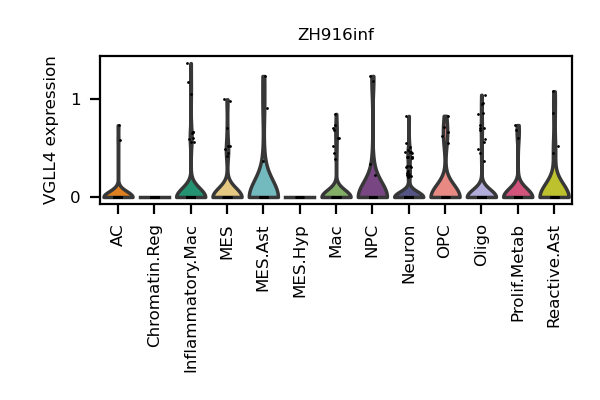 ZH916inf
VGLL4 expression
1
0
AC
Chromatin.Reg
Inflammatory.Mac
MES
MES.Ast
MES.Hyp
Mac
NPC
Neuron
OPC
Oligo
Prolif.Metab
Reactive.Ast